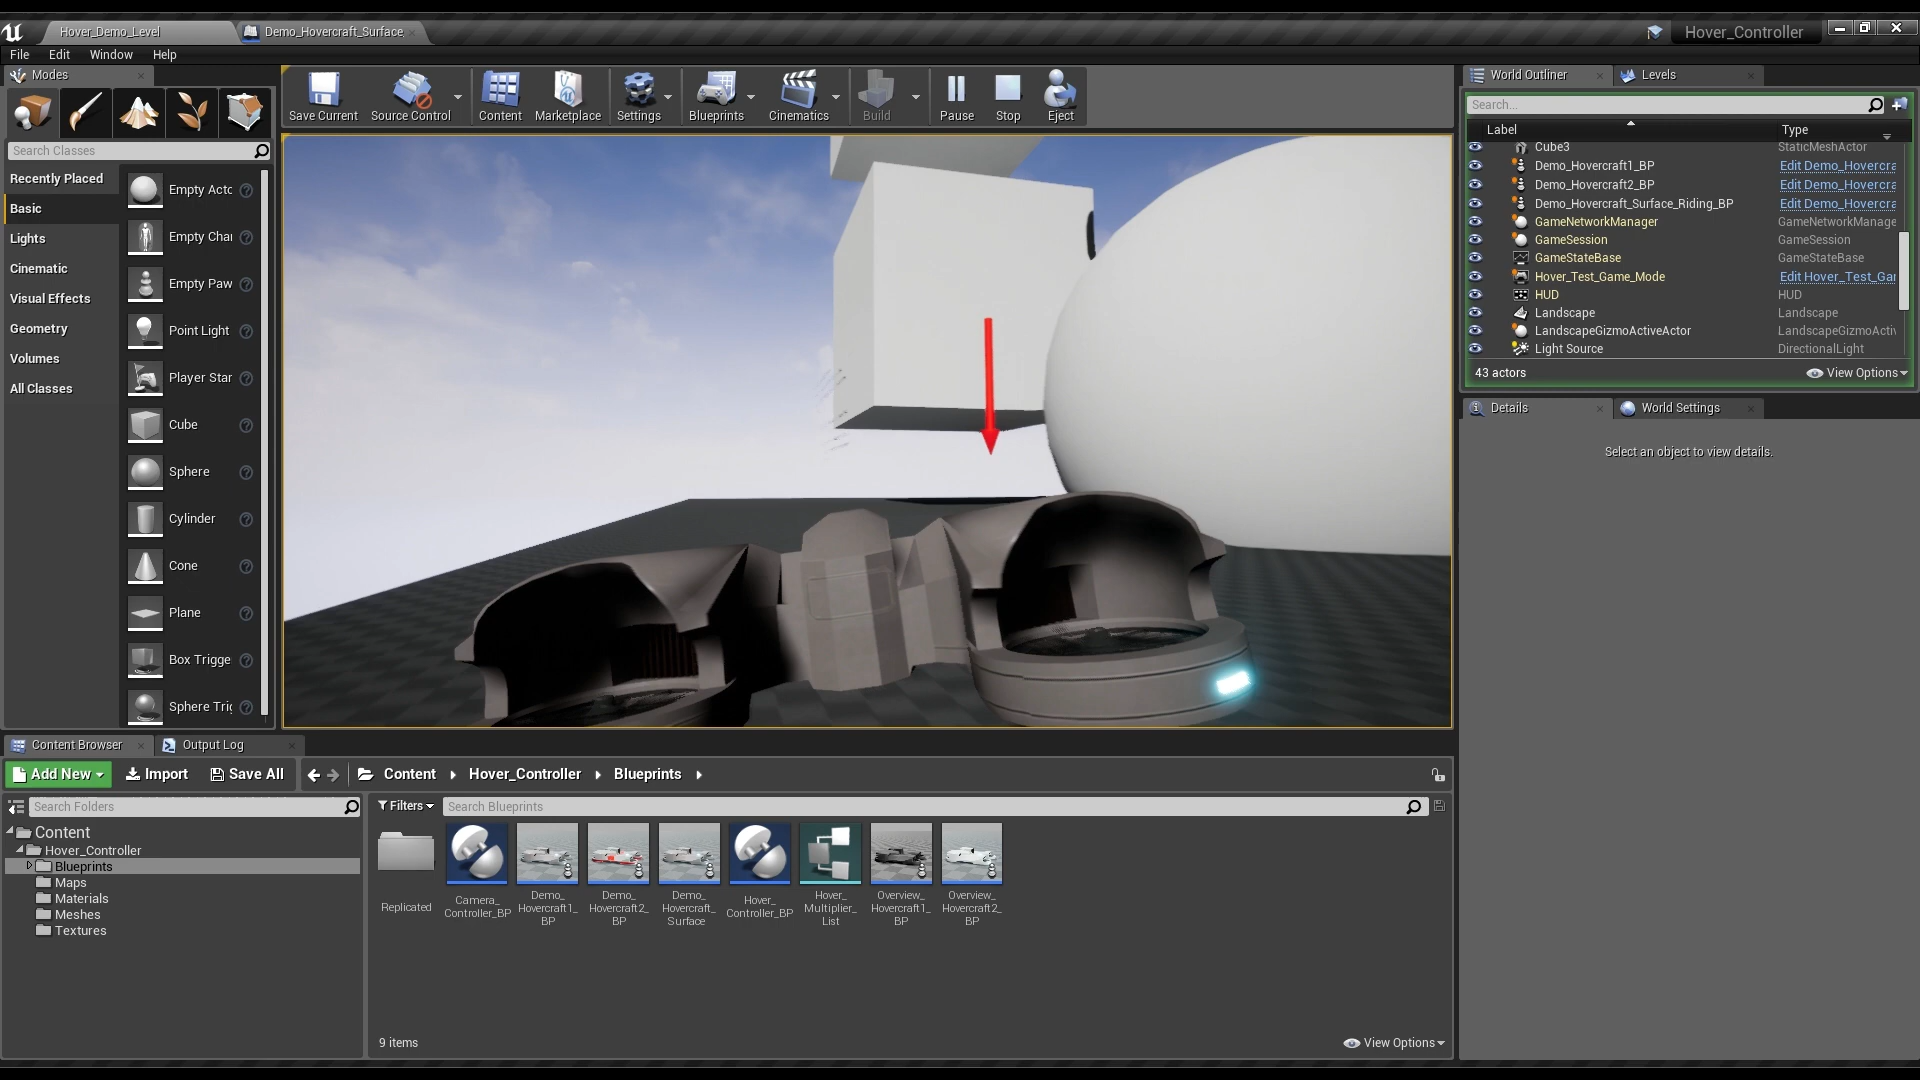 Hover_Demo_Level
Demo_Hovercraft_Surface
Hover_Controller
File Edit Window Help
Modes
Search Classes
Recently Placed
Basic
Lights
Cinematic
Visual Effects
Geometry
Volumes
All Classes
Empty Acto
Empty Char
Empty Paw
Point Light
Player Star
Cube
Sphere
Cylinder
Cone
Plane
Box Trigge
Sphere Trig
Save Current
Source Control
Content
Marketplace
Settings
Blueprints
Cinematics
Build
Pause
Stop
Eject
World Outliner
Levels
Search...
Label Type
Cube3 StaticMeshActor
Demo_Hovercraft1_BP Edit Demo_Hovercra
Demo_Hovercraft2_BP Edit Demo_Hovercra
Demo_Hovercraft_Surface_Riding_BP Edit Demo_Hovercra
GameNetworkManager GameNetworkManage
GameSession GameSession
GameStateBase GameStateBase
Hover_Test_Game_Mode Edit Hover_Test_Gar
HUD HUD
Landscape Landscape
LandscapeGizmoActiveActor LandscapeGizmoActiv
Light Source DirectionalLight
43 actors
View Options
Details
World Settings
Select an object to view details.
Content Browser
Output Log
Add New
Import
Save All
Content
Hover_Controller
Blueprints
Search Folders
Content
Hover_Controller
Blueprints
Maps
Materials
Meshes
Textures
Filters
Search Blueprints
Replicated
Camera_
Controller_BP
Demo_
Hovercraft1_
BP
Demo_
Hovercraft2_
BP
Demo_
Hovercraft_
Surface
Hover_
Controller_BP
Hover_
Multiplier_
List
Overview_
Hovercraft1_
BP
Overview_
Hovercraft2_
BP
9 items
View Options